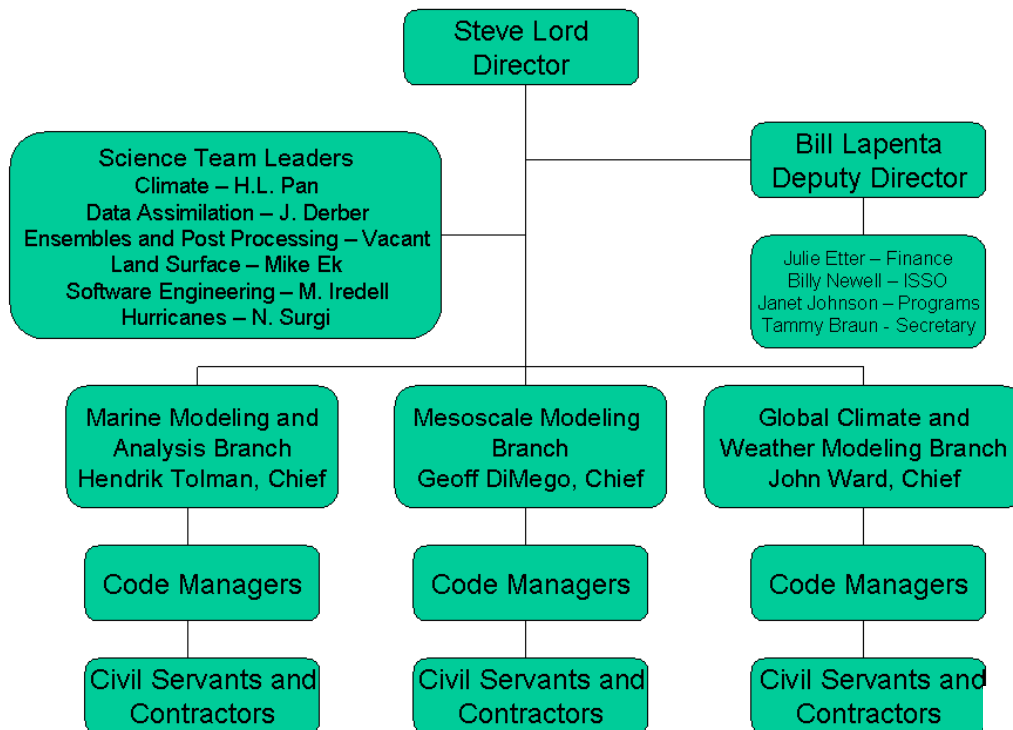 Steve Lord
Director
Science Team Leaders
Climate – H.L. Pan
Data Assimilation – J. Derber
Ensembles and Post Processing – Vacant
Land Surface – Mike Ek
Software Engineering – M. Iredell
Hurricanes – N. Surgi
Bill Lapenta
Deputy Director
Julie Etter – Finance
Billy Newell – ISSO
Janet Johnson – Programs
Tammy Braun - Secretary
Marine Modeling and
Analysis Branch
Hendrik Tolman, Chief
Mesoscale Modeling
Branch
Geoff DiMego, Chief
Global Climate and
Weather Modeling Branch
John Ward, Chief
Code Managers
Code Managers
Code Managers
Civil Servants and
Contractors
Civil Servants and
Contractors
Civil Servants and
Contractors